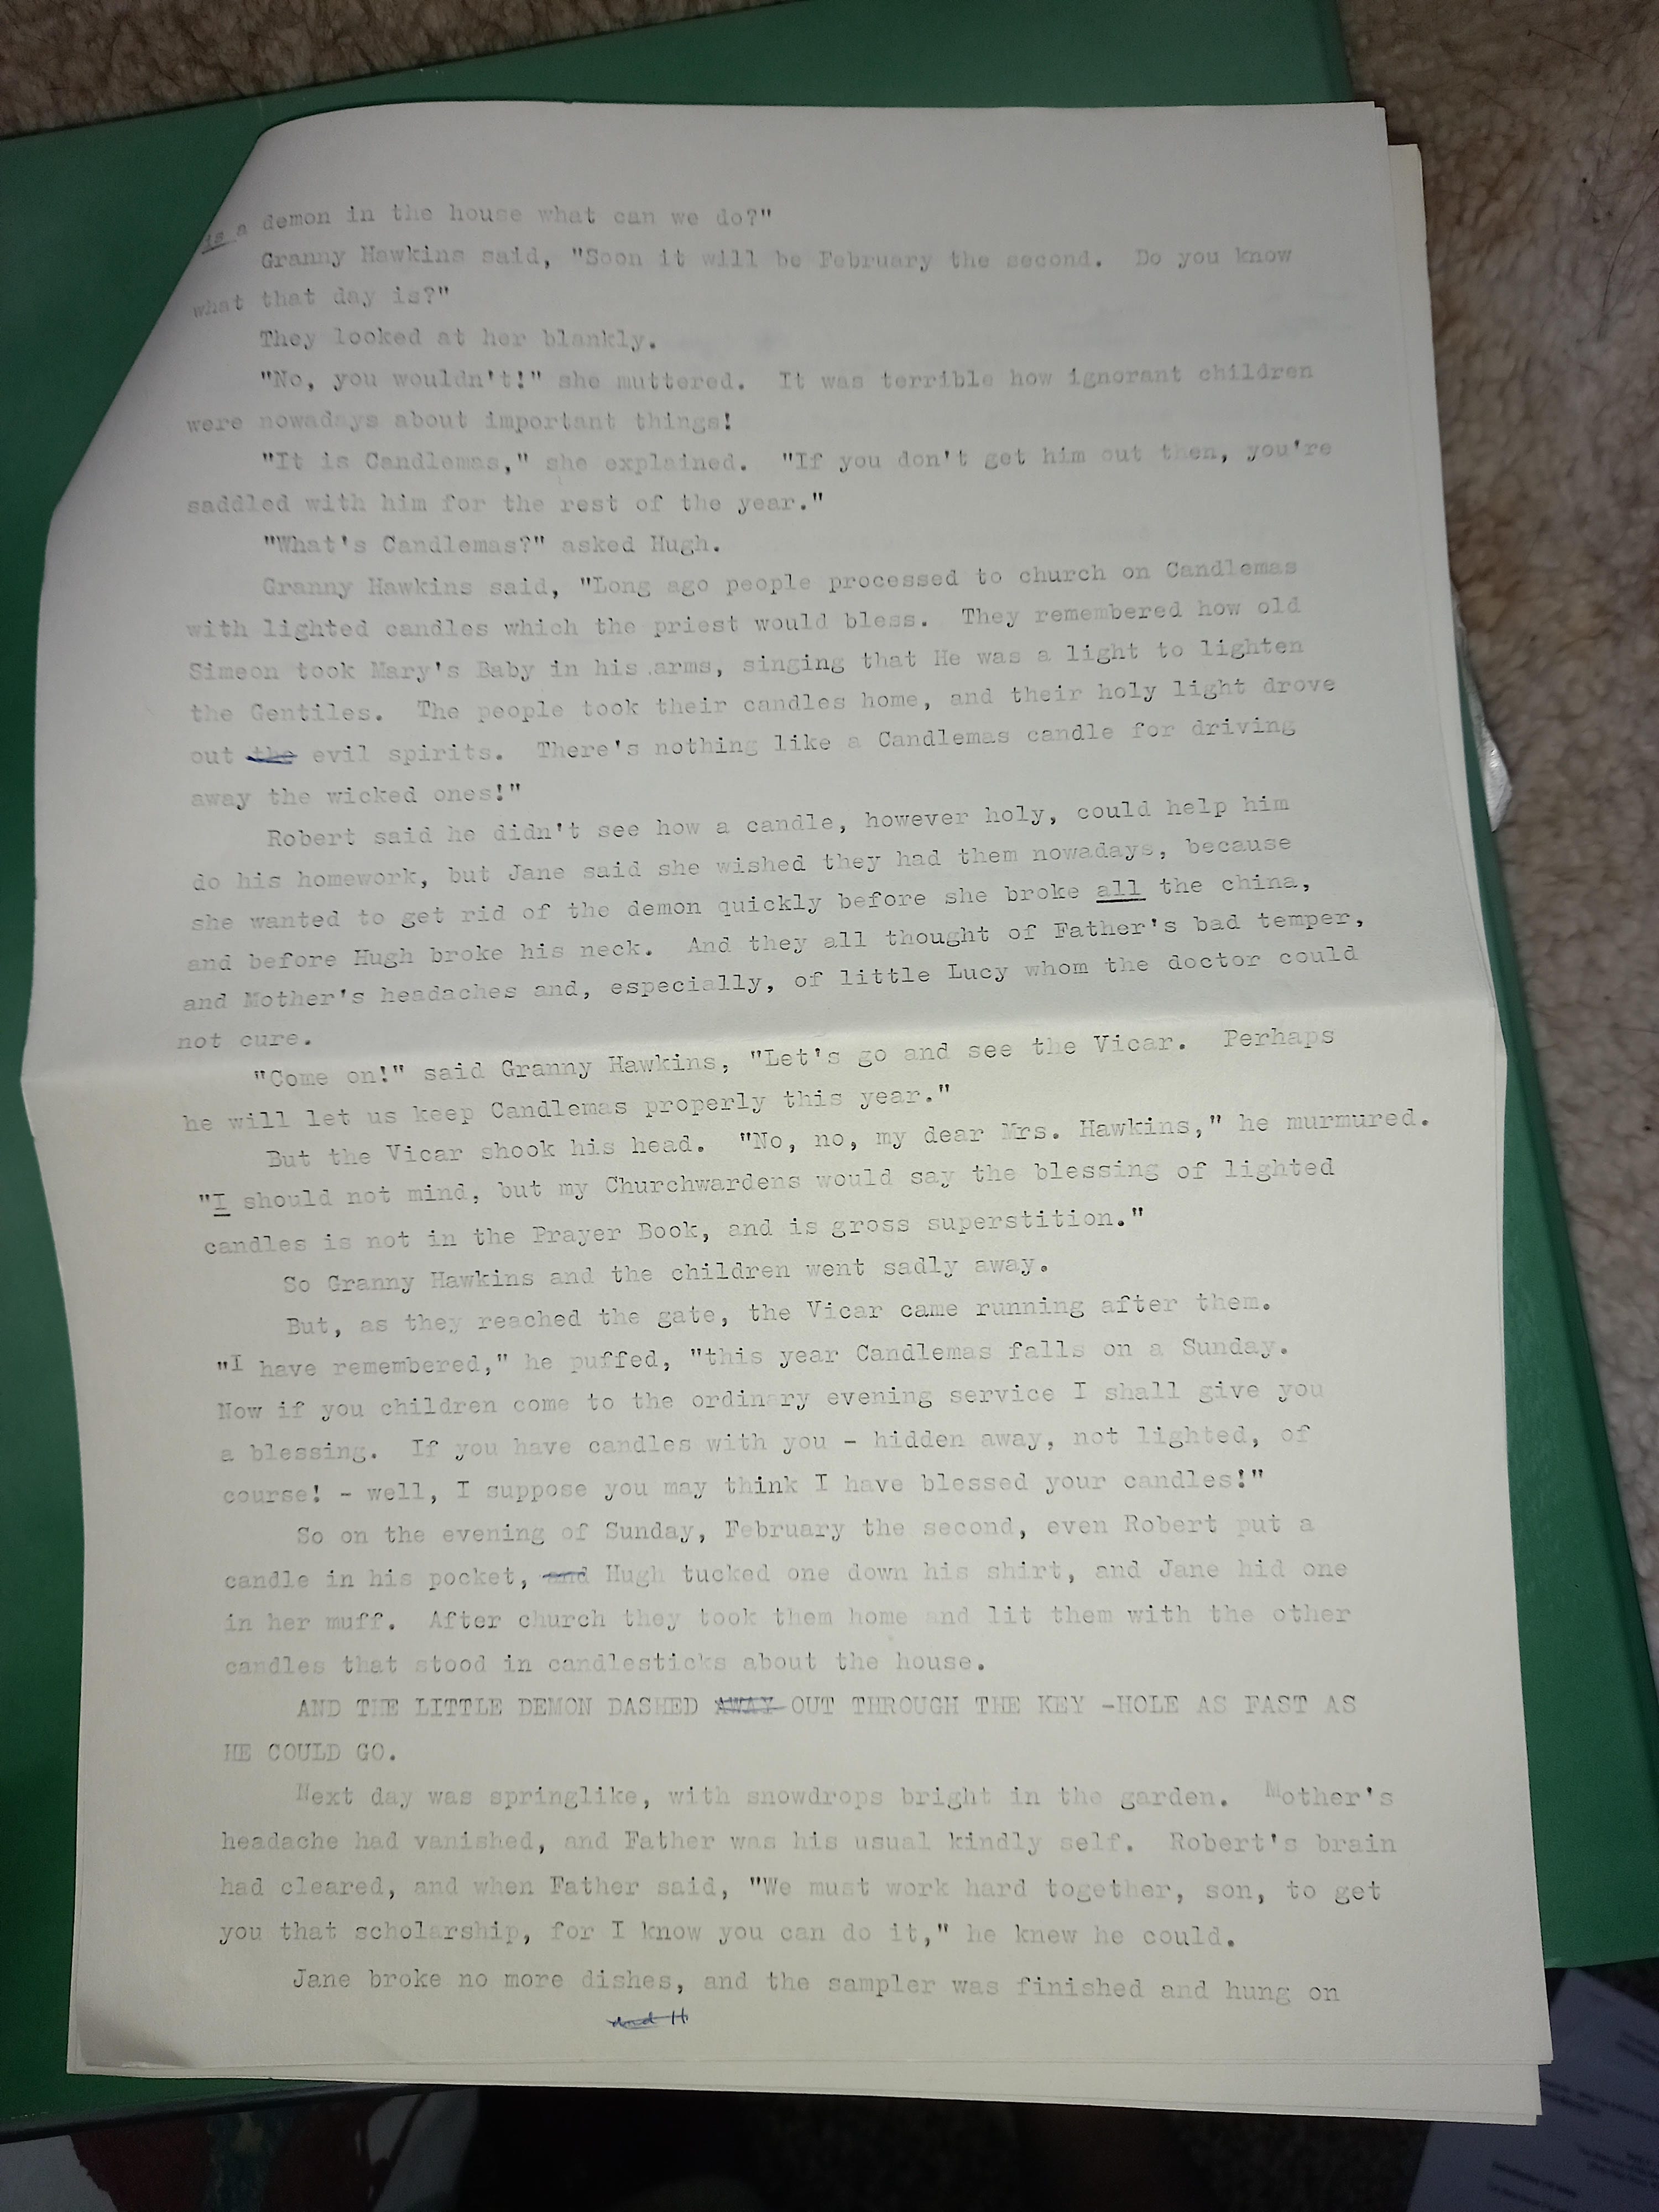 is a demon in the house what can we do?"
Granny Hawkins said, "Soon it will be February the second. Do you know
what that day is?"
They looked at her blankly.
"No, you wouldn't!" she muttered. It was terrible how ignorant children
were nowadays about important things!
"It is Candlemas," she explained. "If you don't get him out then, you're
saddled with him for the rest of the year."
"What's Candlemas?" asked Hugh.
Granny Hawkins said, "Long ago people processed to church on Candlemas
with lighted candles which the priest would bless. They remembered how old
Simeon took Mary's Baby in his arms, singing that He was a light to lighten
the Gentiles. The people took their candles home, and their holy light drove
out the evil spirits. There's nothing like a Candlemas candle for driving
away the wicked ones!"
Robert said he didn't see how a candle, however holy, could help him
do his homework, but Jane said she wished they had them nowadays, because
she wanted to get rid of the demon quickly before she broke all the china,
and before Hugh broke his neck. And they all thought of Father's bad temper,
and Mother's headaches and, especially, of little Lucy whom the doctor could
not cure.
"Come on!" said Granny Hawkins, "Let's go and see the Vicar. Perhaps
he will let us keep Candlemas properly this year."
But the Vicar shook his head. "No, no, my dear Mrs. Hawkins," he murmured.
"I should not mind, but my Churchwardens would say the blessing of lighted
candles is not in the Prayer Book, and is gross superstition."
So Granny Hawkins and the children went sadly away.
But, as they reached the gate, the Vicar came running after them.
"I have remembered," he puffed, "this year Candlemas falls on a Sunday.
Now if you children come to the ordinary evening service I shall give you
a blessing. If you have candles with you - hidden away, not lighted, of
course! - well, I suppose you may think I have blessed your candles!"
So on the evening of Sunday, February the second, even Robert put a
candle in his pocket, and Hugh tucked one down his shirt, and Jane hid one
in her muff. After church they took them home and lit them with the other
candles that stood in candlesticks about the house.
AND THE LITTLE DEMON DASHED AWAY OUT THROUGH THE KEY -HOLE AS FAST AS
HE COULD GO.
Next day was springlike, with snowdrops bright in the garden. Mother's
headache had vanished, and Father was his usual kindly self. Robert's brain
had cleared, and when Father said, "We must work hard together, son, to get
you that scholarship, for I know you can do it," he knew he could.
Jane broke no more dishes, and the sampler was finished and hung on
and H